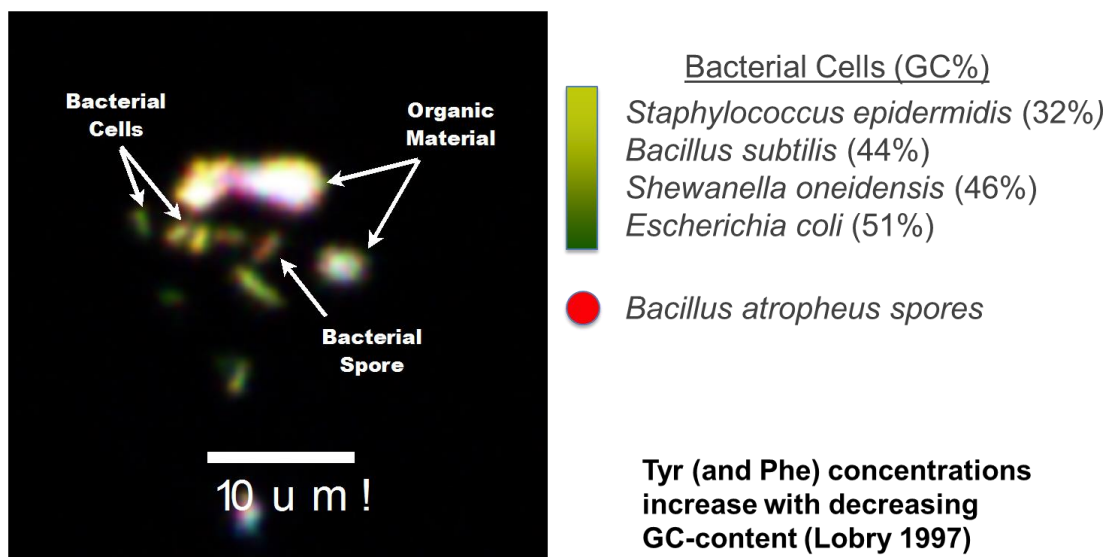 Bacterial
Cells
Organic
Material
Bacterial
Spore
10 u m !
Bacterial Cells (GC%)
Staphylococcus epidermidis (32%)
Bacillus subtilis (44%)
Shewanella oneidensis (46%)
Escherichia coli (51%)
Bacillus atropheus spores
Tyr (and Phe) concentrations
increase with decreasing
GC-content (Lobry 1997)